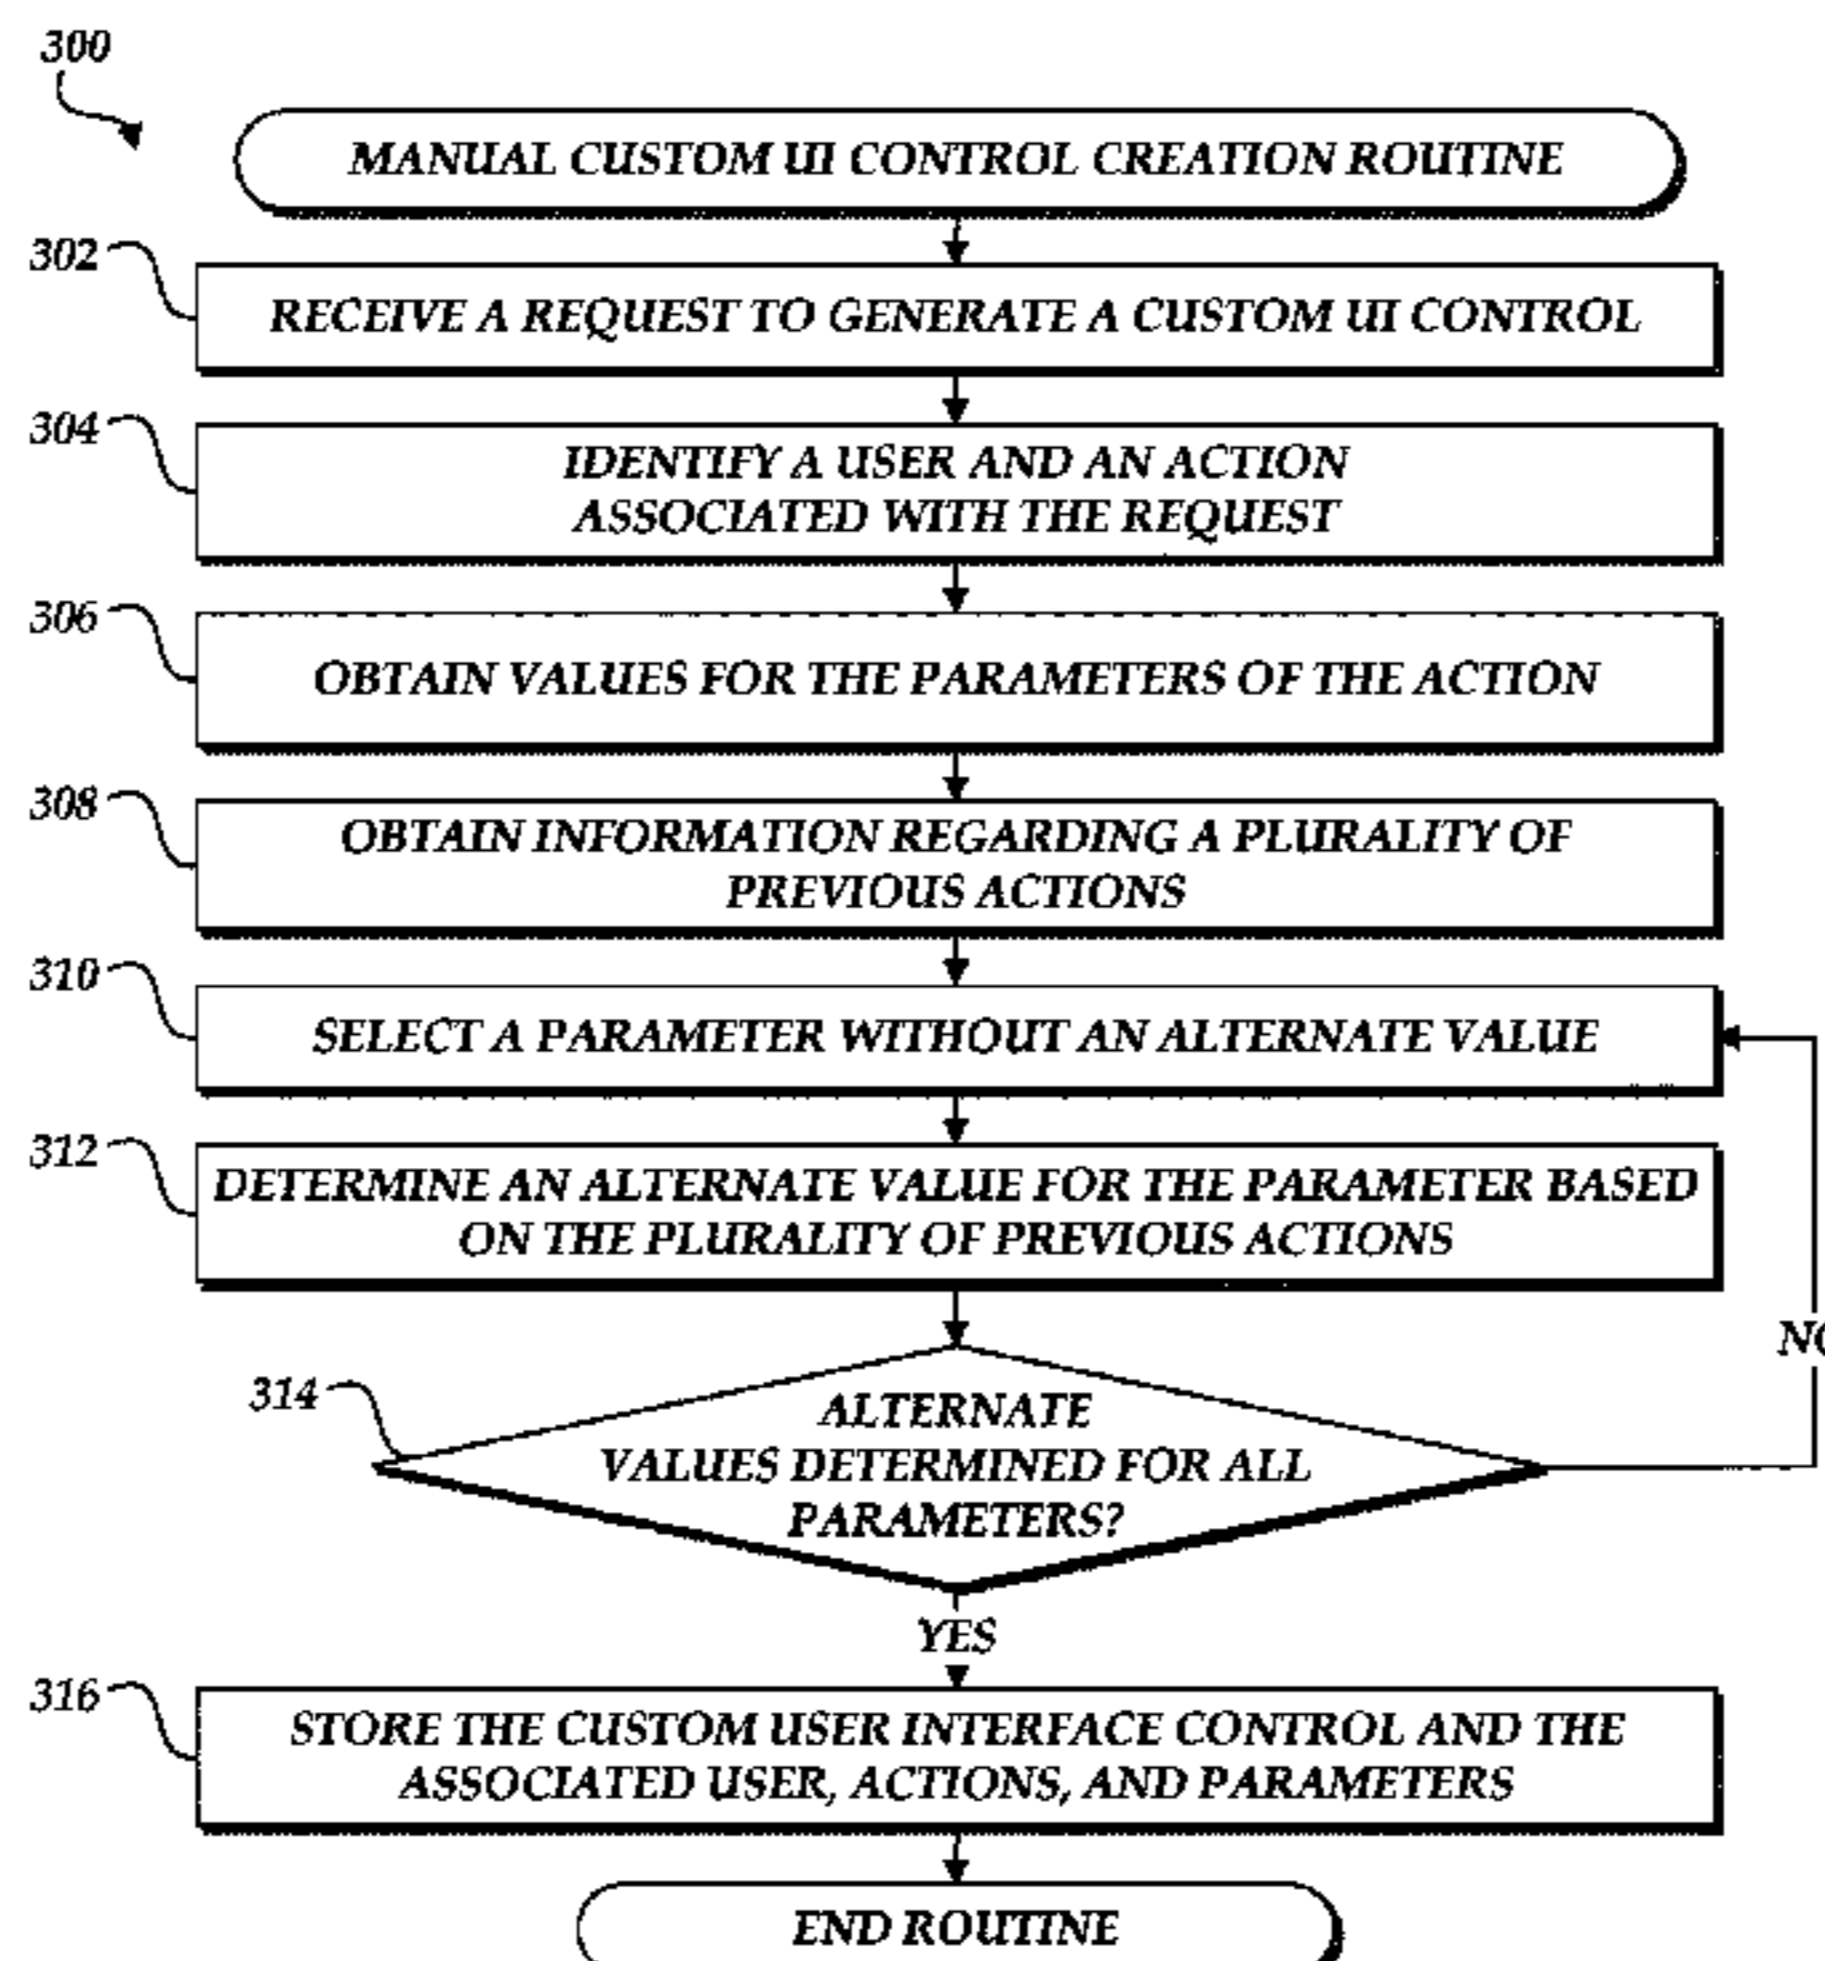 300
MANUAL CUSTOM UI CONTROL CREATION ROUTINE
302
RECEIVE A REQUEST TO GENERATE A CUSTOM UI CONTROL
304
IDENTIFY A USER AND AN ACTION
ASSOCIATED WITH THE REQUEST
306
OBTAIN VALUES FOR THE PARAMETERS OF THE ACTION
308
OBTAIN INFORMATION REGARDING A PLURALITY OF
PREVIOUS ACTIONS
310
SELECT A PARAMETER WITHOUT AN ALTERNATE VALUE
312
DETERMINE AN ALTERNATE VALUE FOR THE PARAMETER BASED
ON THE PLURALITY OF PREVIOUS ACTIONS
NO
314
ALTERNATE
VALUES DETERMINED FOR ALL
PARAMETERS?
YES
316
STORE THE CUSTOM USER INTERFACE CONTROL AND THE
ASSOCIATED USER, ACTIONS, AND PARAMETERS
END ROUTINE